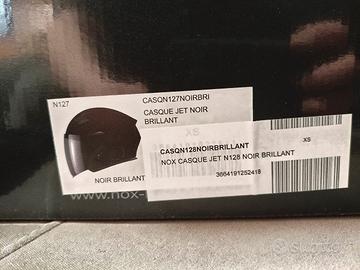 N127
CASQN127NOIRBRI
CASQUE JET NOIR
BRILLANT
XS
XS
CASQN128NOIRBRILLANT
NOX CASQUE JET N128 NOIR BRILLANT
NOIR BRILLANT
3664191252418
www.nox-